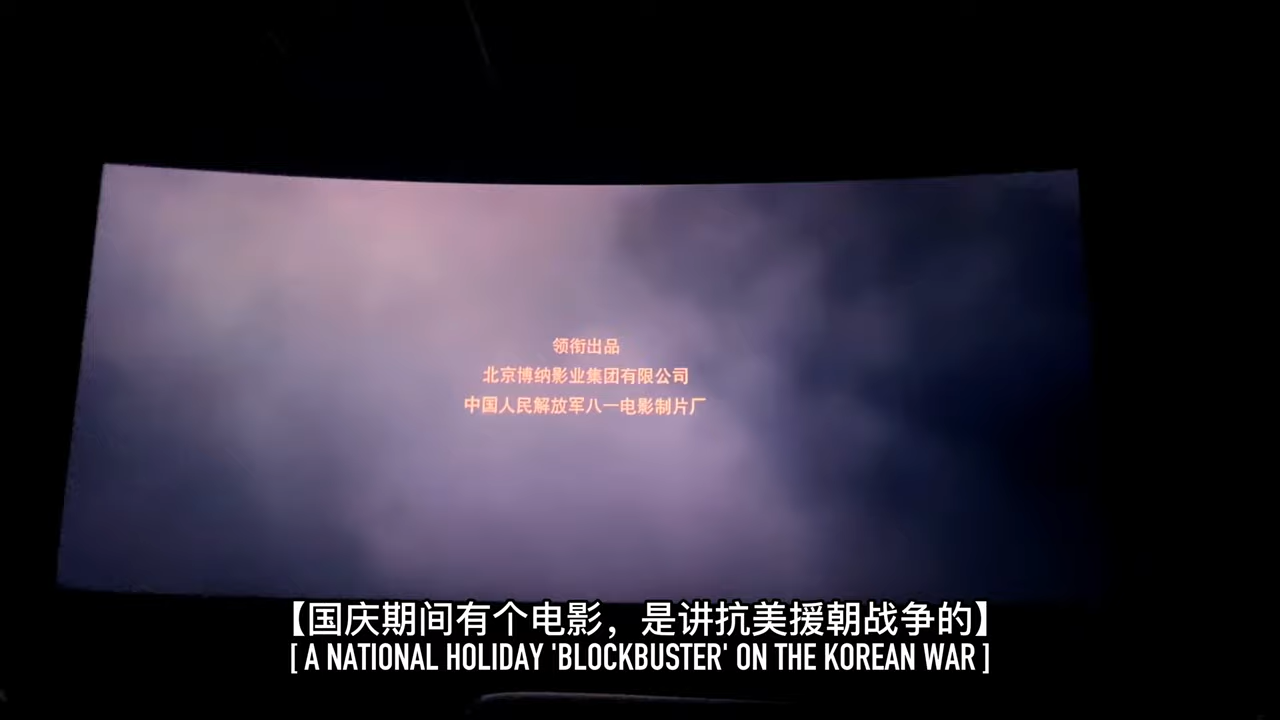 领衔出品
北京博纳影业集团有限公司
中国人民解放军八一电影制片厂
【国庆期间有个电影，是讲抗美援朝战争的】
[ A NATIONAL HOLIDAY 'BLOCKBUSTER' ON THE KOREAN WAR ]